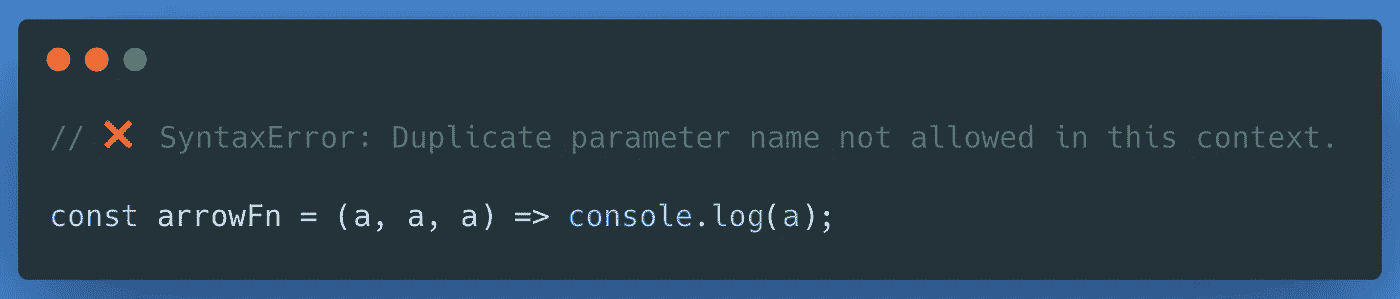 // ❌ SyntaxError: Duplicate parameter name not allowed in this context.
const arrowFn = (a, a, a) => console.log(a);